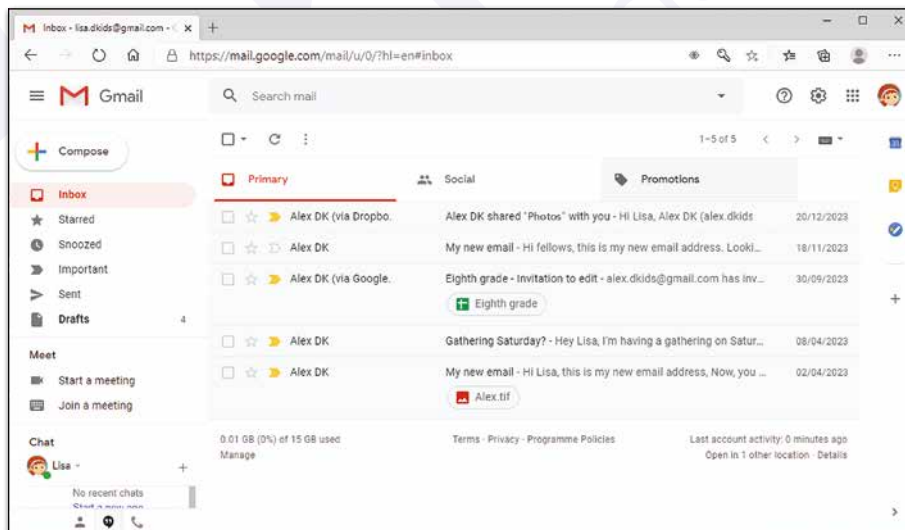 Inbox - lisa.dkids@gmail.com -
https://mail.google.com/mail/u/0/?hl=en#inbox
Gmail
Search mail
Compose
1–5 of 5
Inbox
Primary
Social
Promotions
Starred
Alex DK (via Dropbo. Alex DK shared "Photos" with you - Hi Lisa, Alex DK (alex.dkids 20/12/2023
Snoozed
Alex DK My new email - Hi fellows, this is my new email address. Looki... 18/11/2023
Important
Alex DK (via Google. Eighth grade - Invitation to edit - alex.dkids@gmail.com has inv... 30/09/2023
Sent
Eighth grade
Drafts 4
Alex DK Gathering Saturday? - Hey Lisa, I'm having a gathering on Satur... 08/04/2023
Meet
Alex DK My new email - Hi Lisa, this is my new email address, Now, you ... 02/04/2023
Start a meeting
Alex.tif
Join a meeting
Chat
0.01 GB (0%) of 15 GB used
Manage
Terms · Privacy · Programme Policies
Last account activity: 0 minutes ago
Open in 1 other location · Details
Lisa
No recent chats